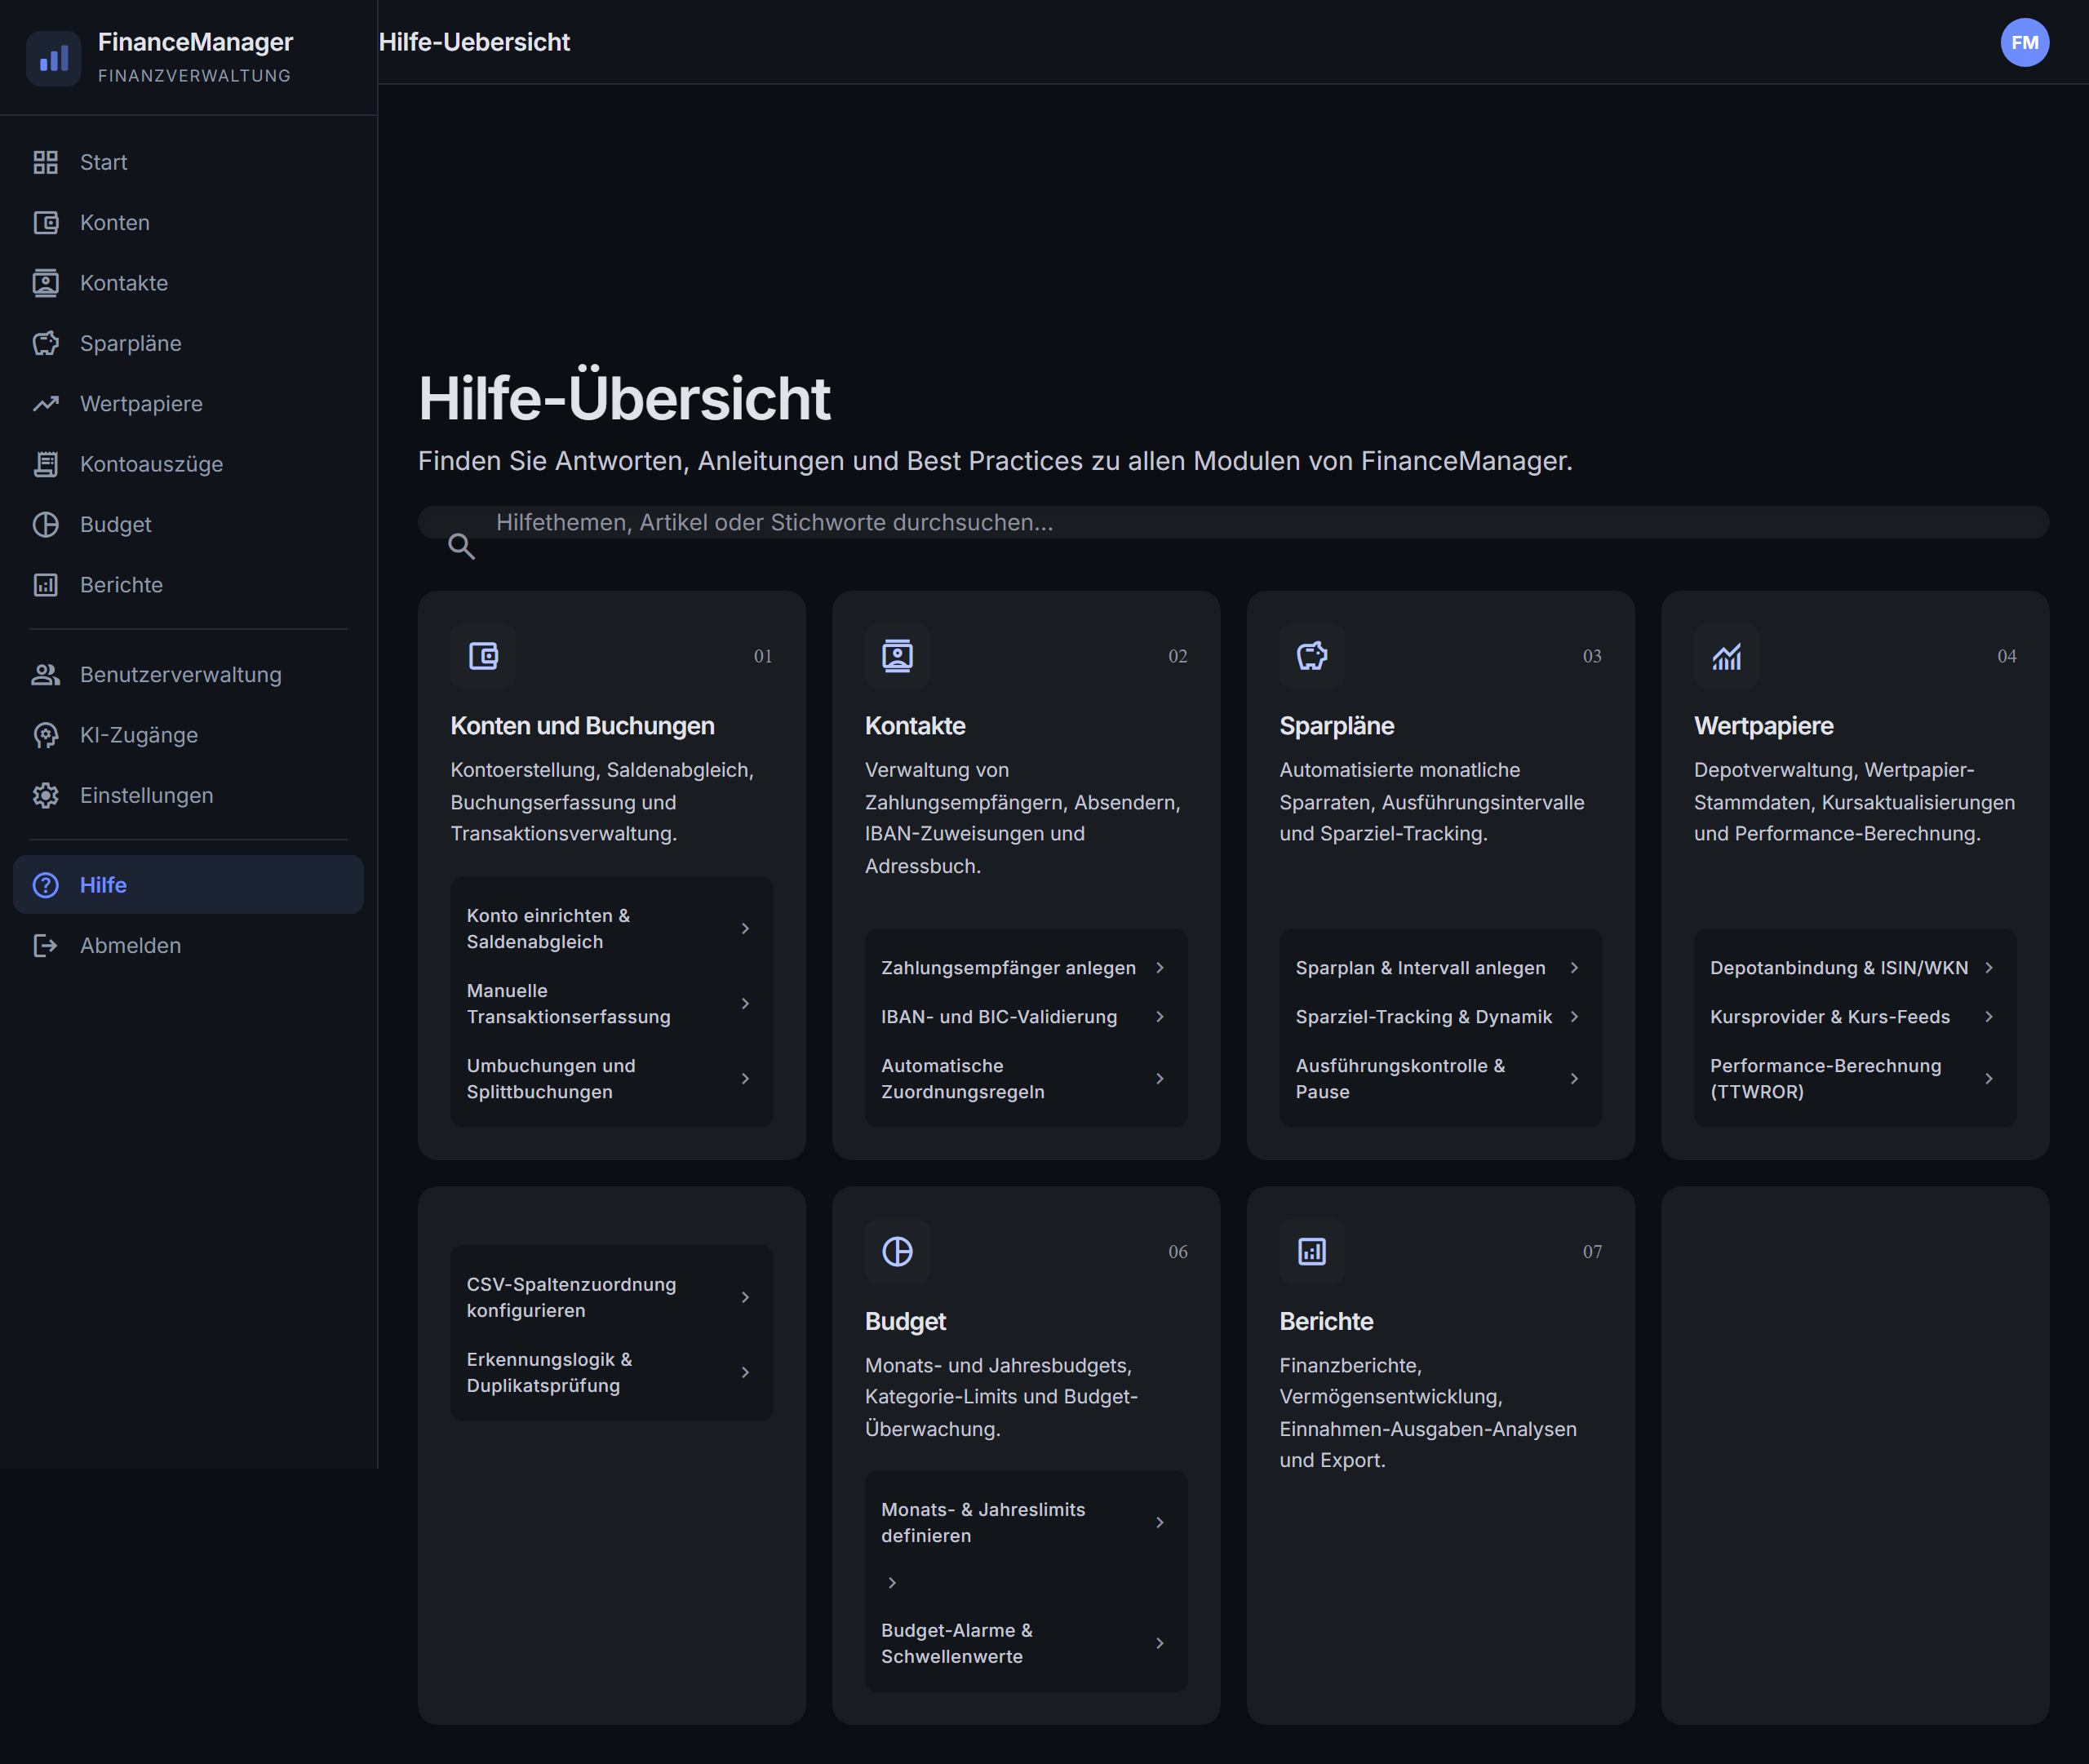 FinanceManager
FINANZVERWALTUNG
Start
Konten
Kontakte
Sparpläne
Wertpapiere
Kontoauszüge
Budget
Berichte
Benutzerverwaltung
KI-Zugänge
Einstellungen
Hilfe
Abmelden
Hilfe-Uebersicht
FM
Hilfe-Übersicht
Finden Sie Antworten, Anleitungen und Best Practices zu allen Modulen von FinanceManager.
Hilfethemen, Artikel oder Stichworte durchsuchen...
01
Konten und Buchungen
Kontoerstellung, Saldenabgleich,
Buchungserfassung und
Transaktionsverwaltung.
Konto einrichten &
Saldenabgleich
Manuelle
Transaktionserfassung
Umbuchungen und
Splittbuchungen
02
Kontakte
Verwaltung von
Zahlungsempfängern, Absendern,
IBAN-Zuweisungen und
Adressbuch.
Zahlungsempfänger anlegen
IBAN- und BIC-Validierung
Automatische
Zuordnungsregeln
03
Sparpläne
Automatisierte monatliche
Sparraten, Ausführungsintervalle
und Sparziel-Tracking.
Sparplan & Intervall anlegen
Sparziel-Tracking & Dynamik
Ausführungskontrolle &
Pause
04
Wertpapiere
Depotverwaltung, Wertpapier-
Stammdaten, Kursaktualisierungen
und Performance-Berechnung.
Depotanbindung & ISIN/WKN
Kursprovider & Kurs-Feeds
Performance-Berechnung
(TTWROR)
CSV-Spaltenzuordnung
konfigurieren
Erkennungslogik &
Duplikatsprüfung
06
Budget
Monats- und Jahresbudgets,
Kategorie-Limits und Budget-
Überwachung.
Monats- & Jahreslimits
definieren
Budget-Alarme &
Schwellenwerte
07
Berichte
Finanzberichte,
Vermögensentwicklung,
Einnahmen-Ausgaben-Analysen
und Export.